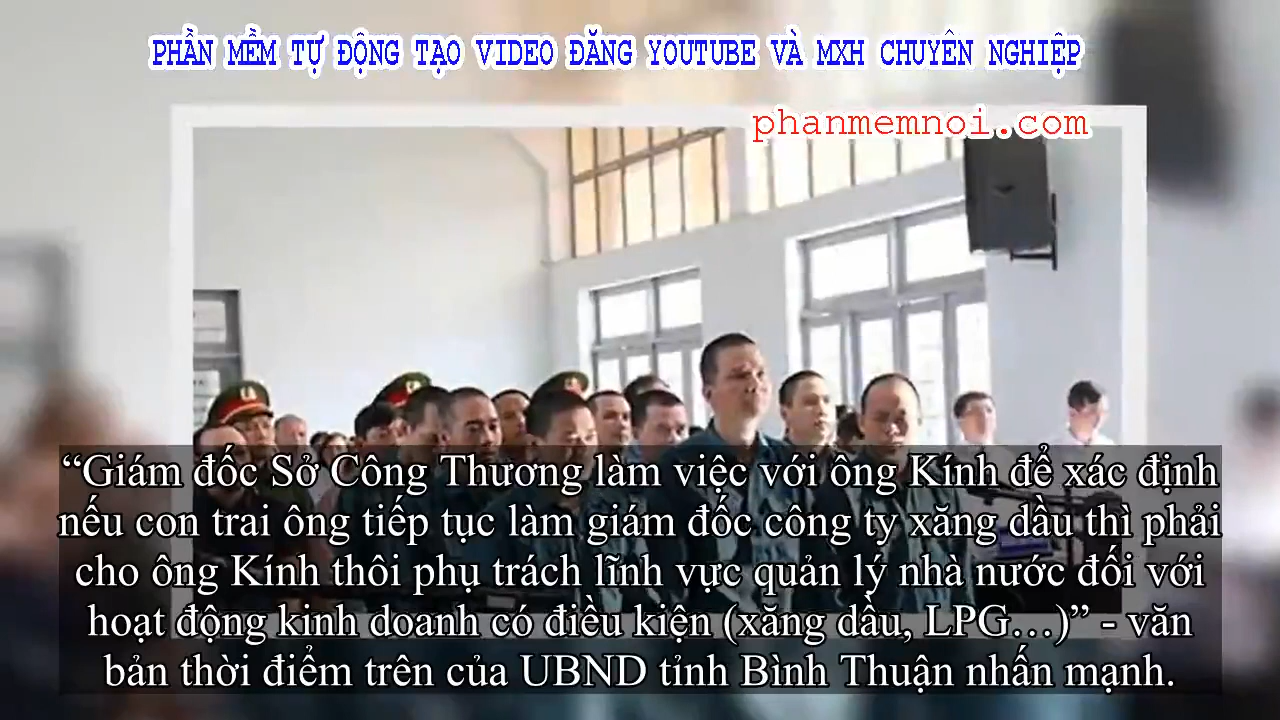 PHẦN MỀM TỰ ĐỘNG TẠO VIDEO ĐĂNG YOUTUBE VÀ MXH CHUYÊN NGHIỆP
phanmemnoi.com
“Giám đốc Sở Công Thương làm việc với ông Kính để xác định
nếu con trai ông tiếp tục làm giám đốc công ty xăng dầu thì phải
cho ông Kính thôi phụ trách lĩnh vực quản lý nhà nước đối với
hoạt động kinh doanh có điều kiện (xăng dầu, LPG…)” - văn
bản thời điểm trên của UBND tỉnh Bình Thuận nhấn mạnh.